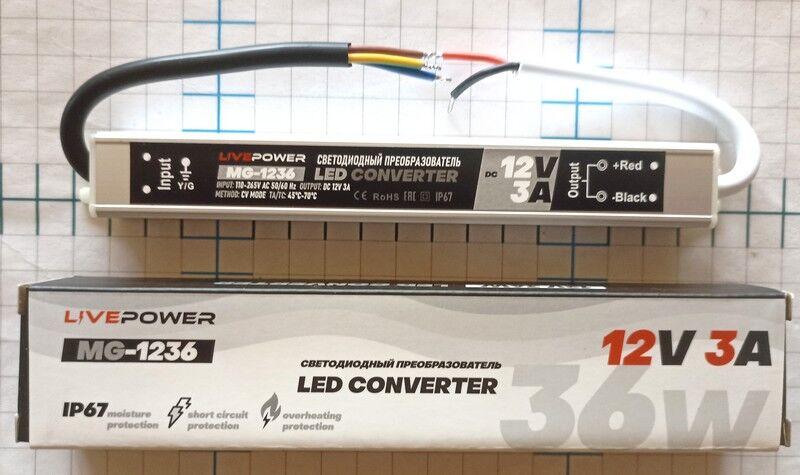 Input
Y/G
LIVEPOWER
MG-1236
СВЕТОДИОДНЫЙ ПРЕОБРАЗОВАТЕЛЬ
LED CONVERTER
INPUT: 110-265V AC 50/60 Hz OUTPUT: DC 12V 3A
METHOD: CV MODE TA/TC: 45°C-70°C
CE RoHS EAC IP67
DC
12V
3A
Output
+Red
-Black
LIVEPOWER
MG-1236
СВЕТОДИОДНЫЙ ПРЕОБРАЗОВАТЕЛЬ
LED CONVERTER
12V 3A
36w
IP67 moisture protection
short circuit protection
overheating protection